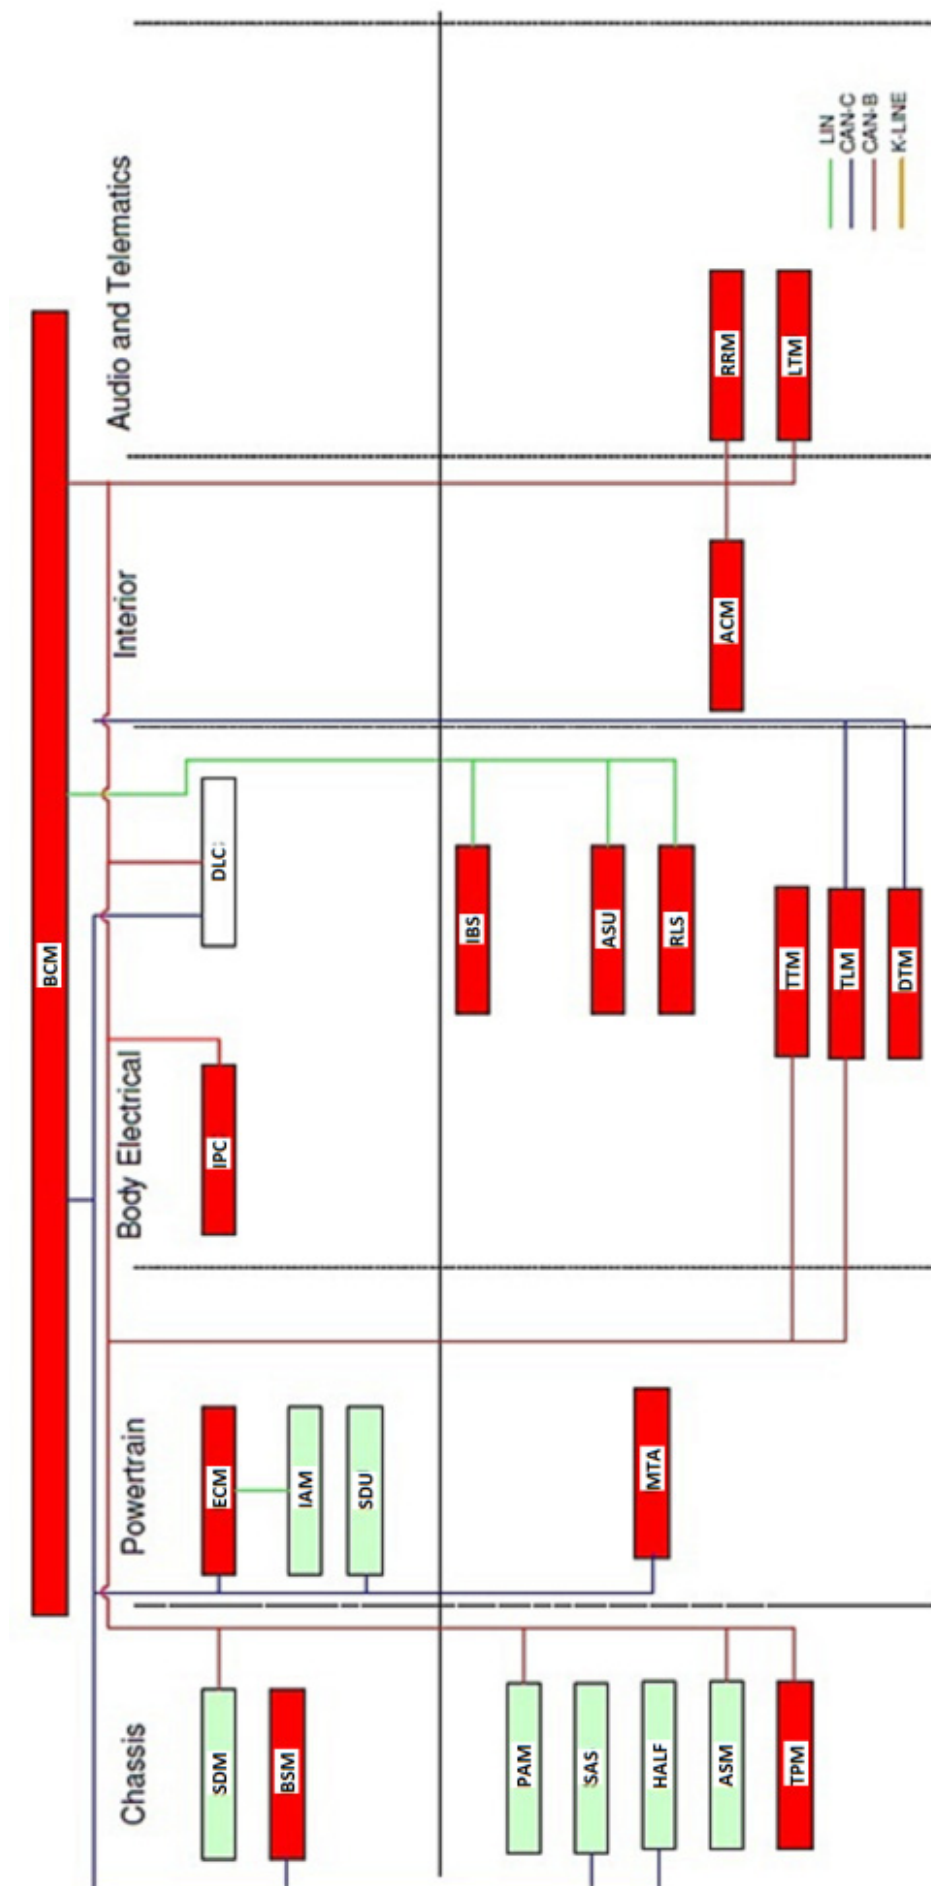 BCM
Chassis
Powertrain
Body Electrical
Interior
Audio and Telematics
SDM
BSM
ECM
IAM
SDU
IPC
DLC
PAM
SAS
HALF
ASM
TPM
MTA
IBS
ASU
RLS
TTM
TLM
DTM
ACM
RRM
LTM
LIN
CAN-C
CAN-B
K-LINE